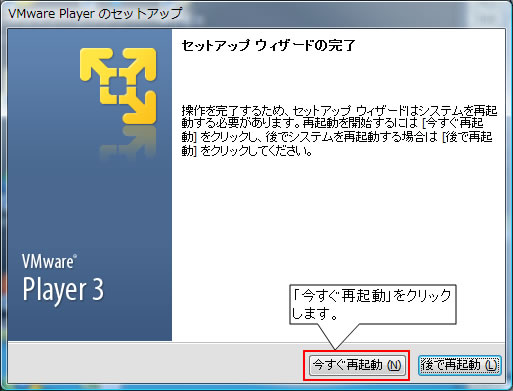 VMware Player のセットアップ
セットアップ ウィザードの完了
操作を完了するため、セットアップ ウィザードはシステムを再起
動する必要があります。再起動を開始するには [今すぐ再起
動] をクリックし、後でシステムを再起動する場合は [後で再起
動] をクリックしてください。
VMware®
Player 3
「今すぐ再起動」をクリック
します。
今すぐ再起動 (N)
後で再起動 (L)